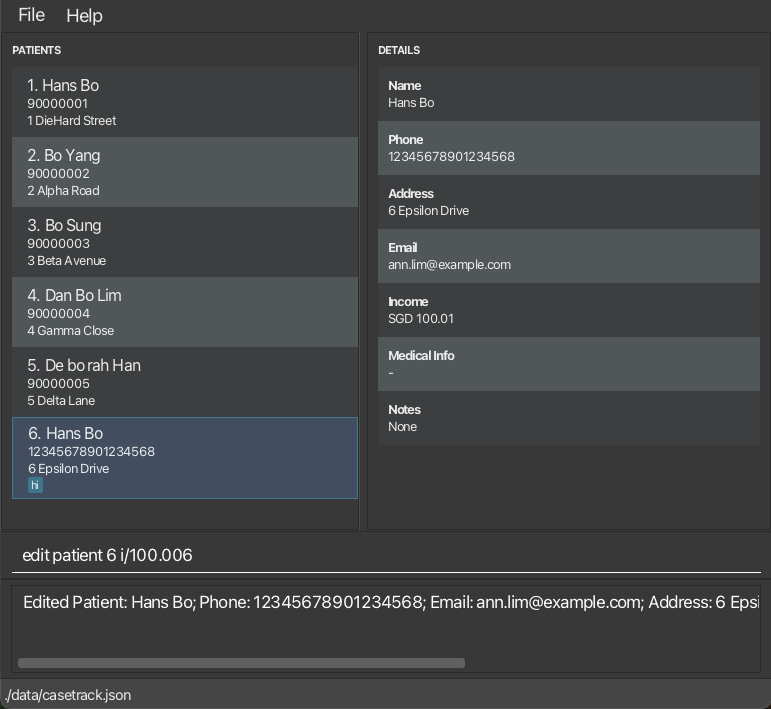 File Help
PATIENTS
1. Hans Bo
90000001
1 DieHard Street
2. Bo Yang
90000002
2 Alpha Road
3. Bo Sung
90000003
3 Beta Avenue
4. Dan Bo Lim
90000004
4 Gamma Close
5. De bo rah Han
90000005
5 Delta Lane
6. Hans Bo
12345678901234568
6 Epsilon Drive
hi
DETAILS
Name
Hans Bo
Phone
12345678901234568
Address
6 Epsilon Drive
Email
ann.lim@example.com
Income
SGD 100.01
Medical Info
-
Notes
None
edit patient 6 i/100.006
Edited Patient: Hans Bo; Phone: 12345678901234568; Email: ann.lim@example.com; Address: 6 Epsi
./data/casetrack.json